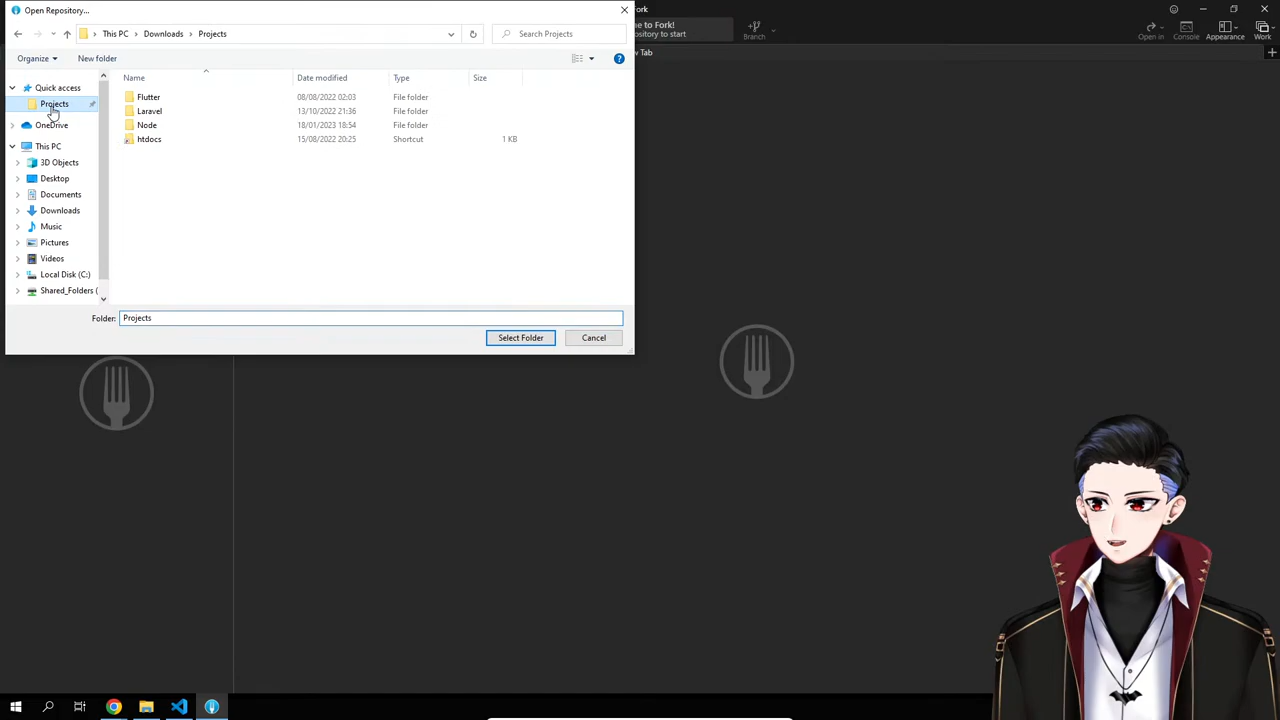 Open Repository...
rk
This PC
Downloads
Projects
Search Projects
ne to Fork!
ository to start
Branch
Open in
Console
Appearance
Work
w Tab
Organize
New folder
Name
Date modified
Type
Size
Quick access
Projects
OneDrive
This PC
3D Objects
Desktop
Documents
Downloads
Music
Pictures
Videos
Local Disk (C:)
Shared_Folders (
Flutter 08/08/2022 02:03 File folder
Laravel 13/10/2022 21:36 File folder
Node 18/01/2023 18:54 File folder
htdocs 15/08/2022 20:25 Shortcut 1 KB
Folder: Projects
Select Folder
Cancel